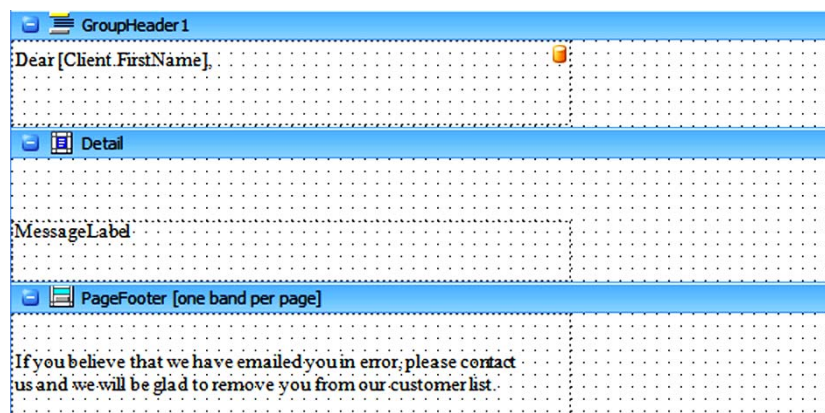 GroupHeader1
Dear [Client.FirstName],
Detail
MessageLabel
PageFooter [one band per page]
If you believe that we have emailed you in error, please contact
us and we will be glad to remove you from our customer list.